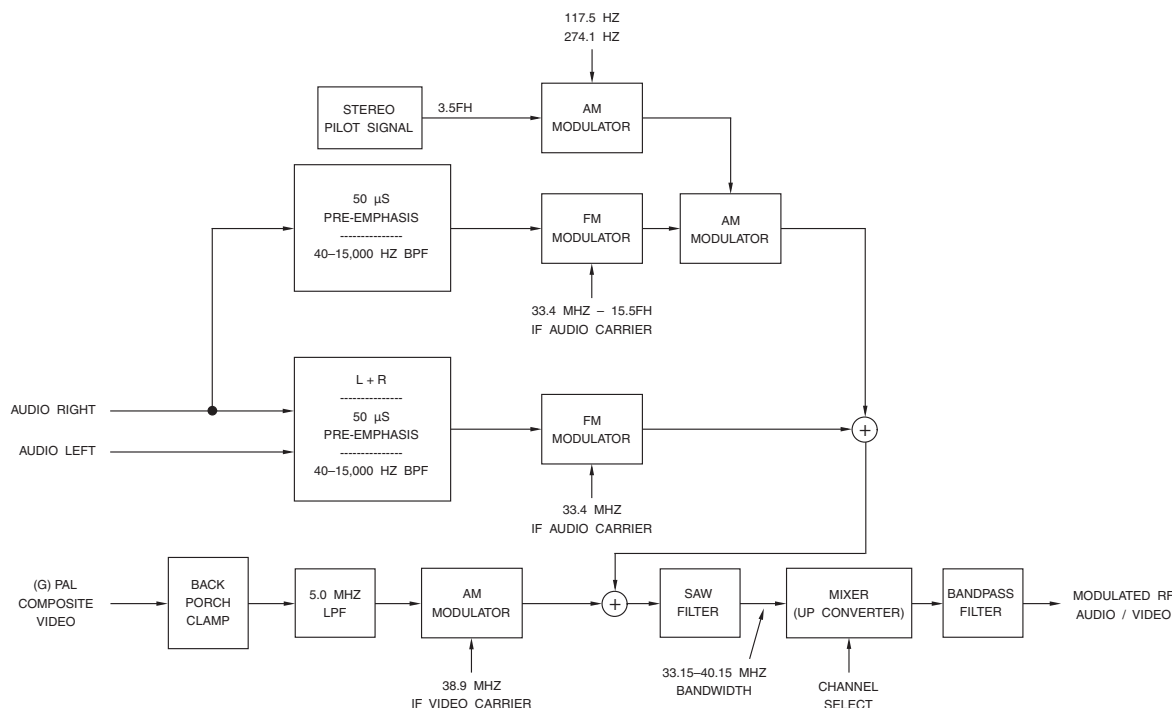 117.5 HZ
274.1 HZ
STEREO
PILOT SIGNAL
3.5FH
AM
MODULATOR
50 µS
PRE-EMPHASIS
---------------
40–15,000 HZ BPF
FM
MODULATOR
AM
MODULATOR
33.4 MHZ – 15.5FH
IF AUDIO CARRIER
AUDIO RIGHT
AUDIO LEFT
L + R
---------------
50 µS
PRE-EMPHASIS
---------------
40–15,000 HZ BPF
FM
MODULATOR
+
33.4 MHZ
IF AUDIO CARRIER
(G) PAL
COMPOSITE
VIDEO
BACK
PORCH
CLAMP
5.0 MHZ
LPF
AM
MODULATOR
+
SAW
FILTER
MIXER
(UP CONVERTER)
BANDPASS
FILTER
MODULATED RF
AUDIO / VIDEO
38.9 MHZ
IF VIDEO CARRIER
33.15–40.15 MHZ
BANDWIDTH
CHANNEL
SELECT